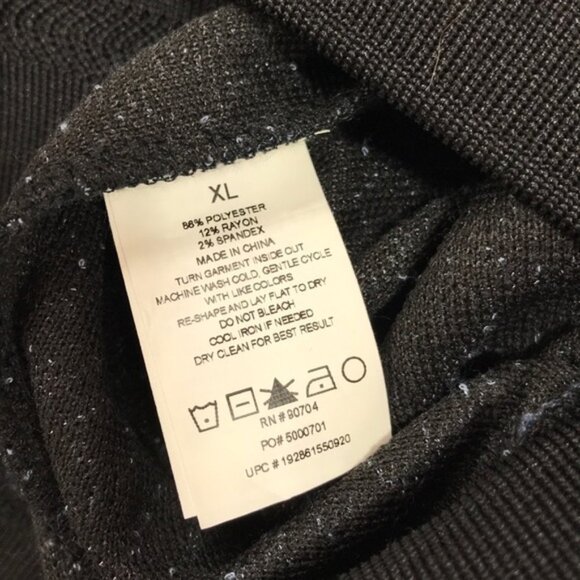 XL
86% POLYESTER
12% RAYON
2% SPANDEX
MADE IN CHINA
TURN GARMENT INSIDE OUT
MACHINE WASH COLD, GENTLE CYCLE
WITH LIKE COLORS
RE-SHAPE AND LAY FLAT TO DRY
DO NOT BLEACH
COOL IRON IF NEEDED
DRY CLEAN FOR BEST RESULT
RN # 90704
PO# 5000701
UPC # 192861550920